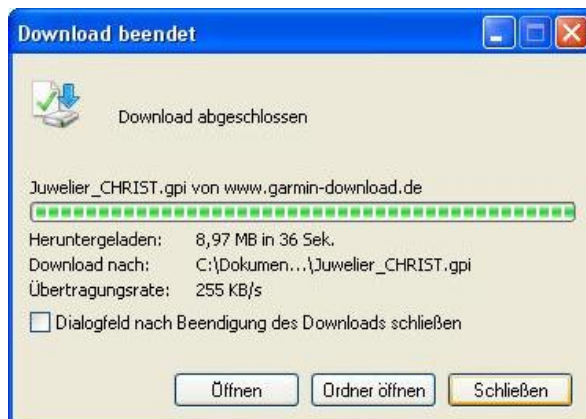 Download beendet
Download abgeschlossen
Juwelier_CHRIST.gpi von www.garmin-download.de
Heruntergeladen: 8,97 MB in 36 Sek.
Download nach: C:\Dokumen...\Juwelier_CHRIST.gpi
Übertragungsrate: 255 KB/s
Dialogfeld nach Beendigung des Downloads schließen
Öffnen Ordner öffnen Schließen